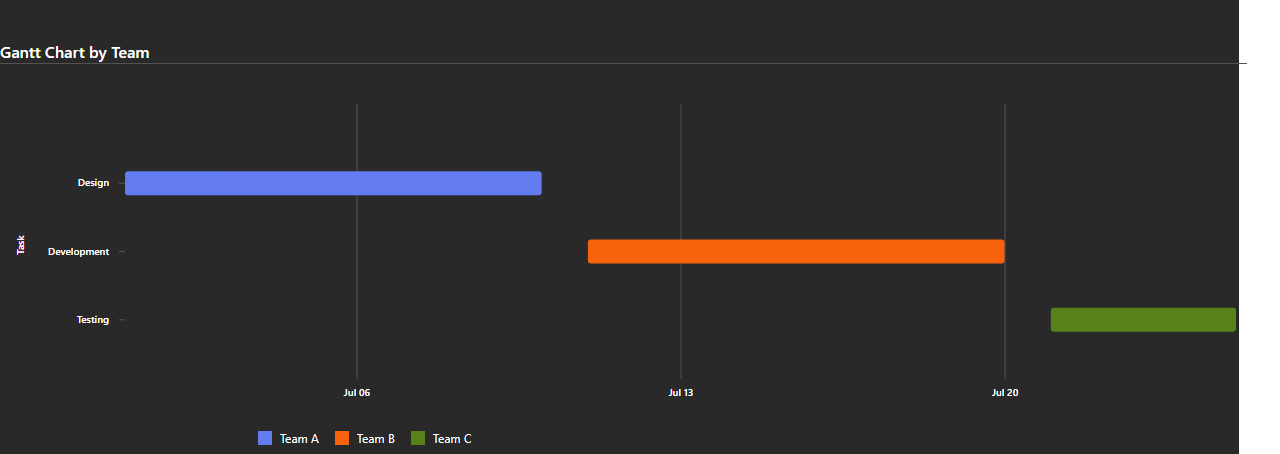 Gantt Chart by Team
Design
Task
Development
Testing
Jul 06
Jul 13
Jul 20
Team A
Team B
Team C